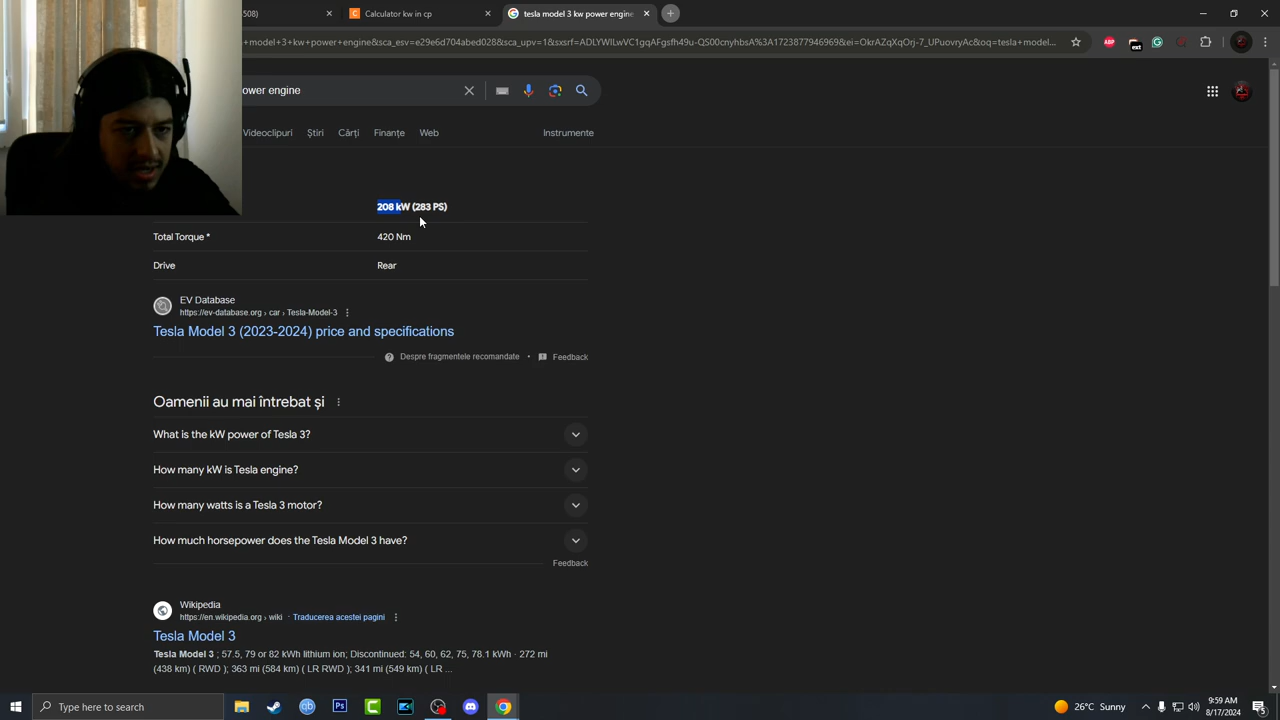 508)
Calculator kw in cp
tesla model 3 kw power engine
model+3+kw+power+engine&sca_esv=e29e6d704abed028&sca_upv=1&sxsrf=ADLYWILwVC1gqAFgsfh49u-QS00cnyhbsA%3A1723877946969&ei=OkrAZqXqOrj-7_UPuovryAc&oq=tesla+model...
ext
power engine
Videoclipuri Știri Cărți Finanțe Web Instrumente
208 kW (283 PS)
Total Torque * 420 Nm
Drive Rear
EV Database
https://ev-database.org › car › Tesla-Model-3
Tesla Model 3 (2023-2024) price and specifications
Despre fragmentele recomandate • Feedback
Oamenii au mai întrebat și
What is the kW power of Tesla 3?
How many kW is Tesla engine?
How many watts is a Tesla 3 motor?
How much horsepower does the Tesla Model 3 have?
Feedback
Wikipedia
https://en.wikipedia.org › wiki · Traducerea acestei pagini
Tesla Model 3
Tesla Model 3 ; 57.5, 79 or 82 kWh lithium ion; Discontinued: 54, 60, 62, 75, 78.1 kWh · 272 mi
(438 km) ( RWD ); 363 mi (584 km) ( LR RWD ); 341 mi (549 km) ( LR ...
Type here to search
26°C Sunny
9:59 AM
8/17/2024